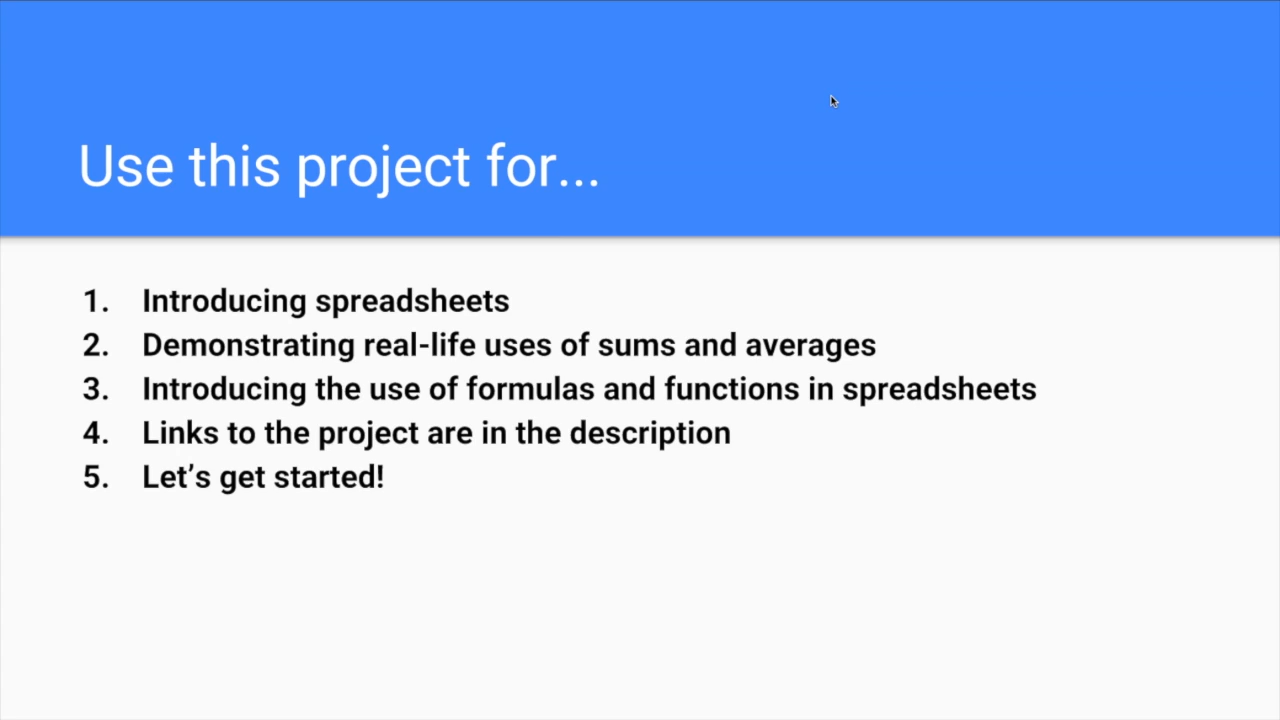 Use this project for...
1. Introducing spreadsheets
2. Demonstrating real-life uses of sums and averages
3. Introducing the use of formulas and functions in spreadsheets
4. Links to the project are in the description
5. Let’s get started!